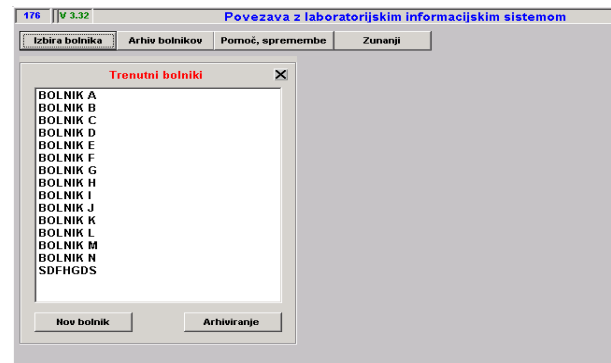 176 V 3.32 Povezava z laboratorijskim informacijskim sistemom
Izbira bolnika Arhiv bolnikov Pomoč, spremembe Zunanji
Trenutni bolniki
BOLNIK A
BOLNIK B
BOLNIK C
BOLNIK D
BOLNIK E
BOLNIK F
BOLNIK G
BOLNIK H
BOLNIK I
BOLNIK J
BOLNIK K
BOLNIK L
BOLNIK M
BOLNIK N
SDFHGDS
Nov bolnik Arhiviranje